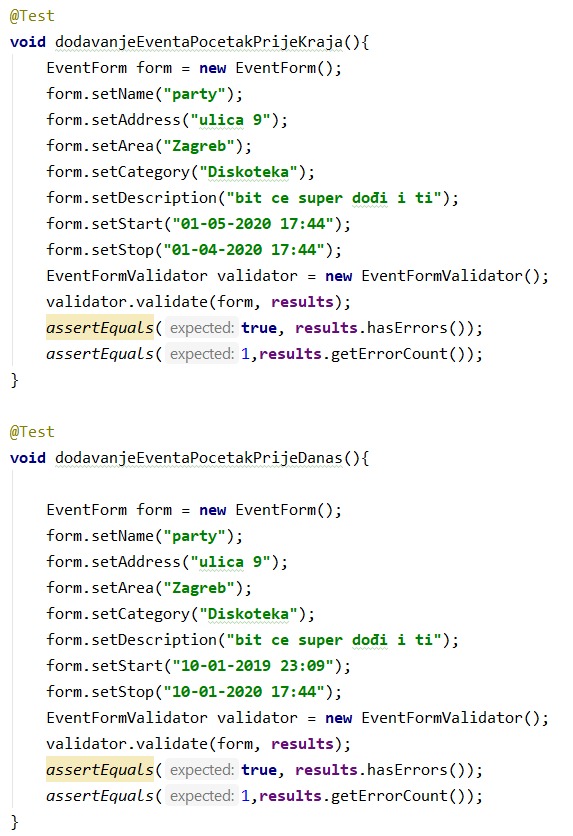 @Test
void dodavanjeEventaPocetakPrijeKraja(){
EventForm form = new EventForm();
form.setName("party");
form.setAddress("ulica 9");
form.setArea("Zagreb");
form.setCategory("Diskoteka");
form.setDescription("bit ce super dođi i ti");
form.setStart("01-05-2020 17:44");
form.setStop("01-04-2020 17:44");
EventFormValidator validator = new EventFormValidator();
validator.validate(form, results);
assertEquals( expected: true, results.hasErrors());
assertEquals( expected: 1,results.getErrorCount());
}
@Test
void dodavanjeEventaPocetakPrijeDanas(){
EventForm form = new EventForm();
form.setName("party");
form.setAddress("ulica 9");
form.setArea("Zagreb");
form.setCategory("Diskoteka");
form.setDescription("bit ce super dođi i ti");
form.setStart("10-01-2019 23:09");
form.setStop("10-01-2020 17:44");
EventFormValidator validator = new EventFormValidator();
validator.validate(form, results);
assertEquals( expected: true, results.hasErrors());
assertEquals( expected: 1,results.getErrorCount());
}